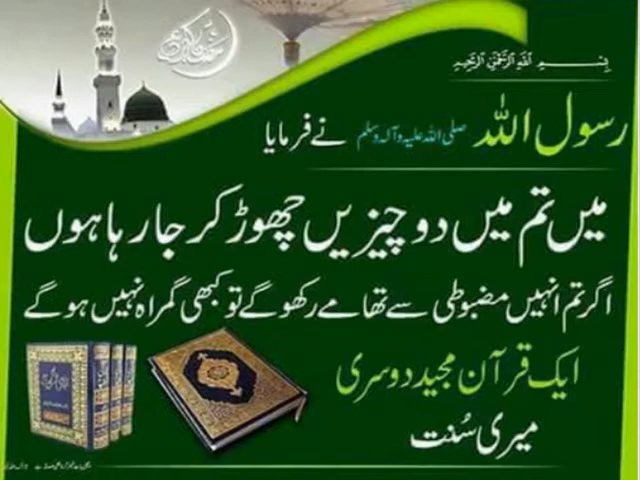 بِسْمِ اللهِ الرَّحْمٰنِ الرَّحِيْمِ
رسول اللہ صلی اللہ علیہ وآلہ وسلم نے فرمایا
میں تم میں دو چیزیں چھوڑ کر جا رہا ہوں
اگر تم انہیں مضبوطی سے تھامے رکھو گے تو کبھی گمراہ نہیں ہو گے
ایک قرآن مجید دوسری
میری سُنت